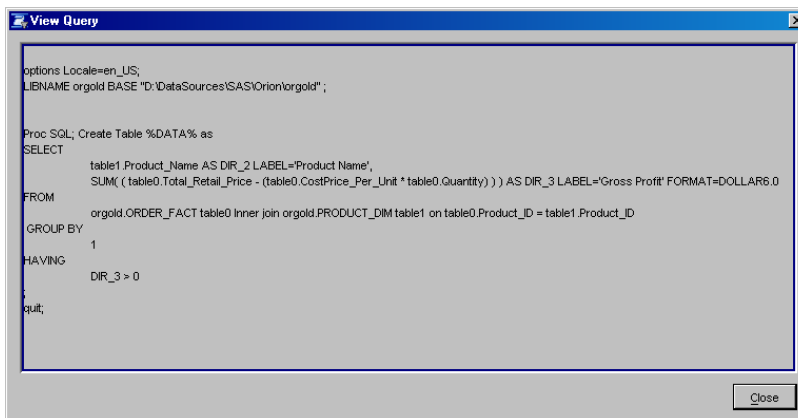 View Query
options Locale=en_US;
LIBNAME orgold BASE "D:\DataSources\SAS\Orion\orgold" ;
Proc SQL; Create Table %DATA% as
SELECT
table1.Product_Name AS DIR_2 LABEL='Product Name',
SUM( ( table0.Total_Retail_Price - (table0.CostPrice_Per_Unit * table0.Quantity) ) ) AS DIR_3 LABEL='Gross Profit' FORMAT=DOLLAR6.0
FROM
orgold.ORDER_FACT table0 Inner join orgold.PRODUCT_DIM table1 on table0.Product_ID = table1.Product_ID
GROUP BY
1
HAVING
DIR_3 > 0
;
quit;
Close